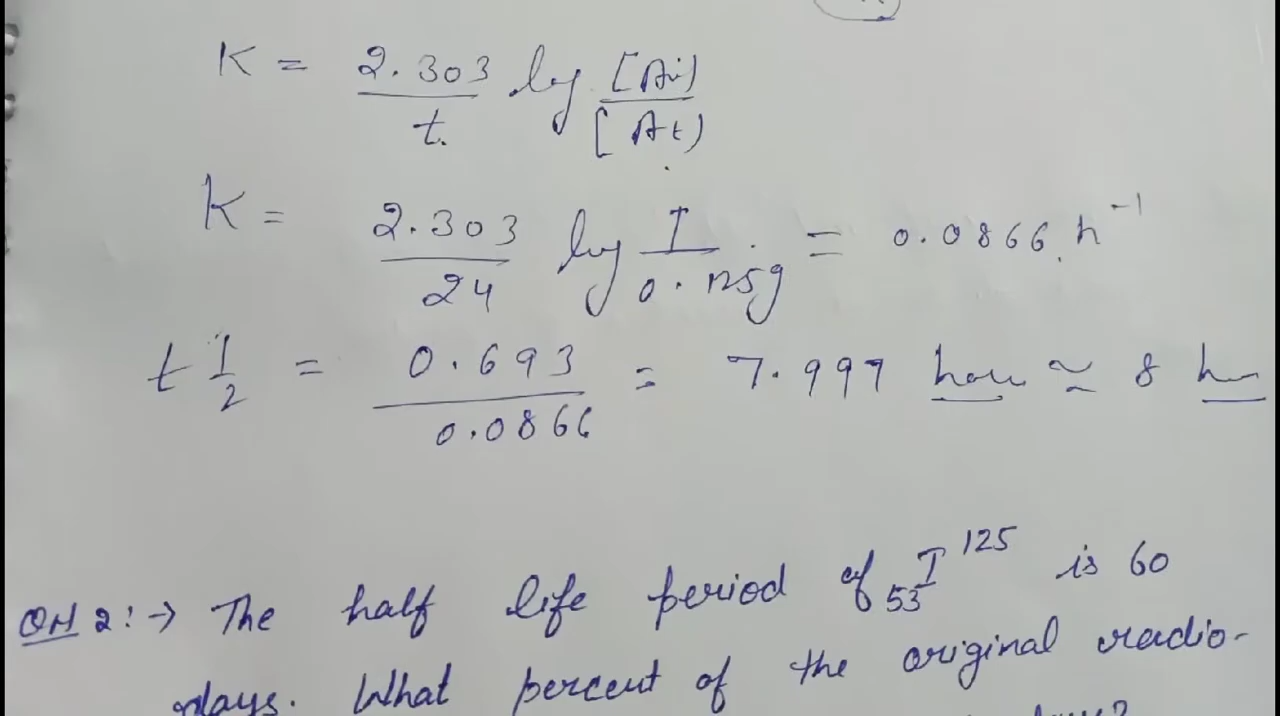 K = 2.303/t. log [Ai]/[At)
K = 2.303/24 log 1/0.125g = 0.0866 h⁻¹
t 1/2 = 0.693/0.0866 = 7.999 hour ≃ 8 hr
QN 2:→ The half life period of ₅₃I¹²⁵ is 60
days. What percent of the original radio-